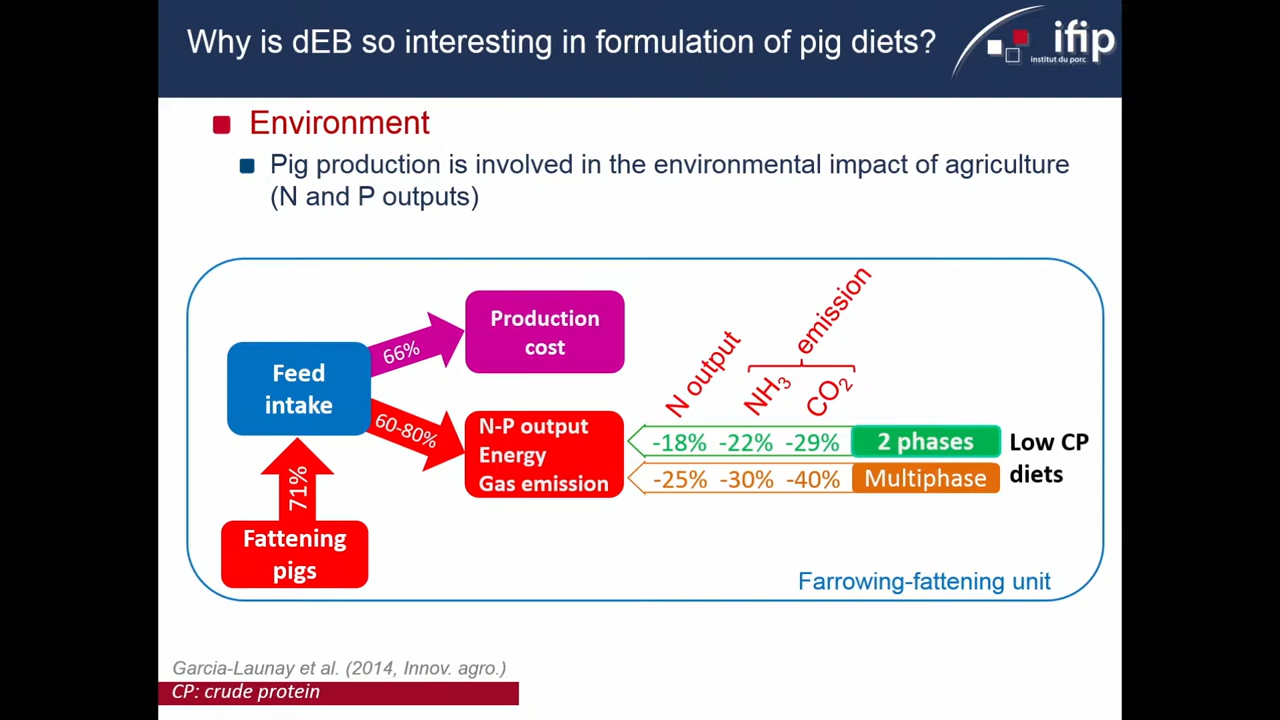 Why is dEB so interesting in formulation of pig diets?
ifip
institut du porc
Environment
Pig production is involved in the environmental impact of agriculture
(N and P outputs)
Feed
intake
66%
Production
cost
60-80%
N-P output
Energy
Gas emission
71%
Fattening
pigs
N output
NH3
CO2
emission
-18% -22% -29% 2 phases
-25% -30% -40% Multiphase
Low CP
diets
Farrowing-fattening unit
Garcia-Launay et al. (2014, Innov. agro.)
CP: crude protein